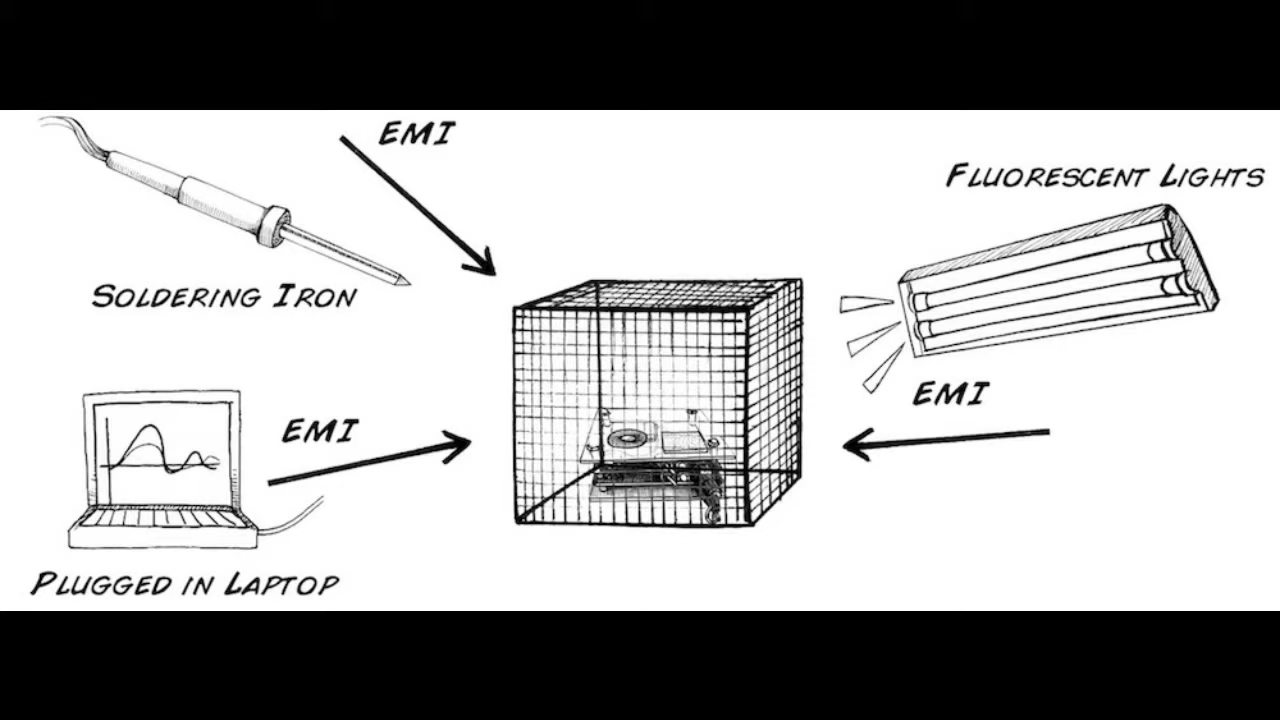 EMI
FLUORESCENT LIGHTS
SOLDERING IRON
EMI
EMI
PLUGGED IN LAPTOP